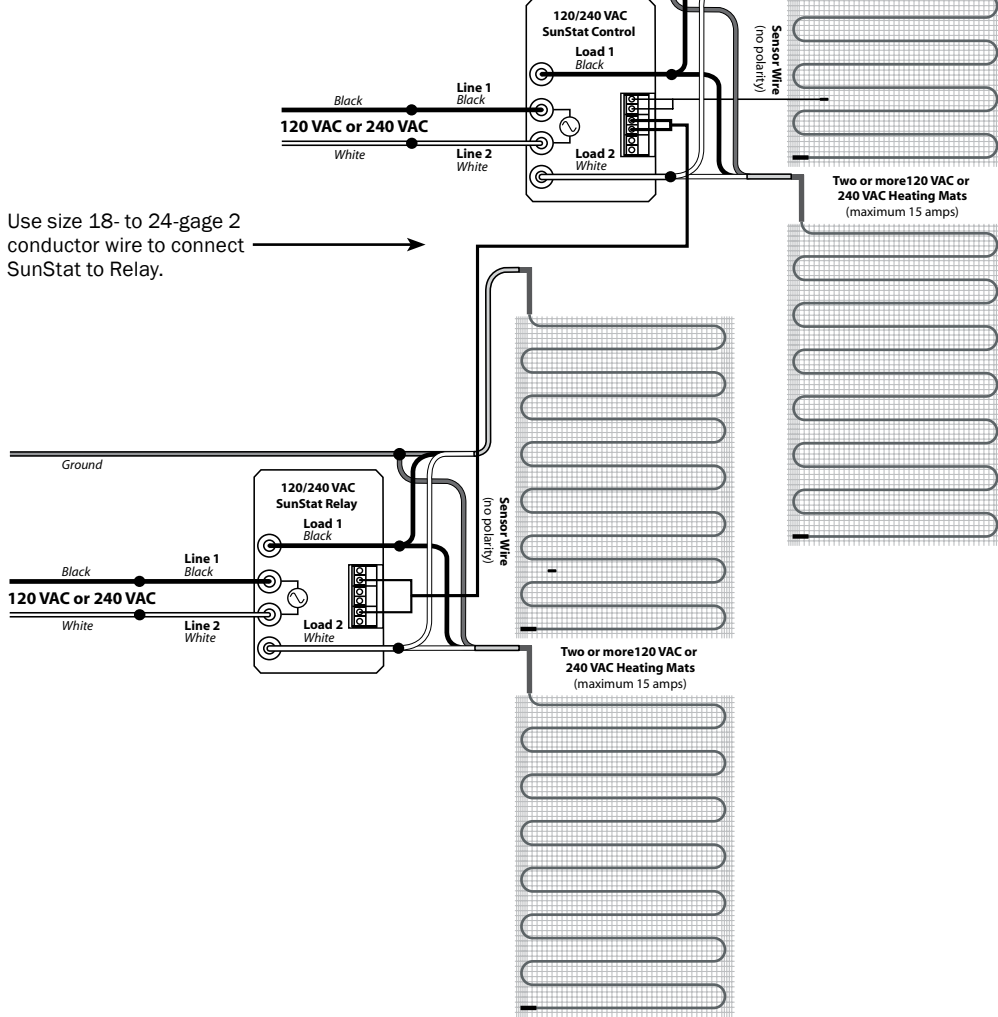 120/240 VAC
SunStat Control
Load 1
Black
Sensor Wire
(no polarity)
Line 1
Black
Black
120 VAC or 240 VAC
White
Line 2
White
Load 2
White
Two or more120 VAC or
240 VAC Heating Mats
(maximum 15 amps)
Use size 18- to 24-gage 2
conductor wire to connect
SunStat to Relay.
Ground
120/240 VAC
SunStat Relay
Load 1
Black
Sensor Wire
(no polarity)
Line 1
Black
Black
120 VAC or 240 VAC
White
Line 2
White
Load 2
White
Two or more120 VAC or
240 VAC Heating Mats
(maximum 15 amps)